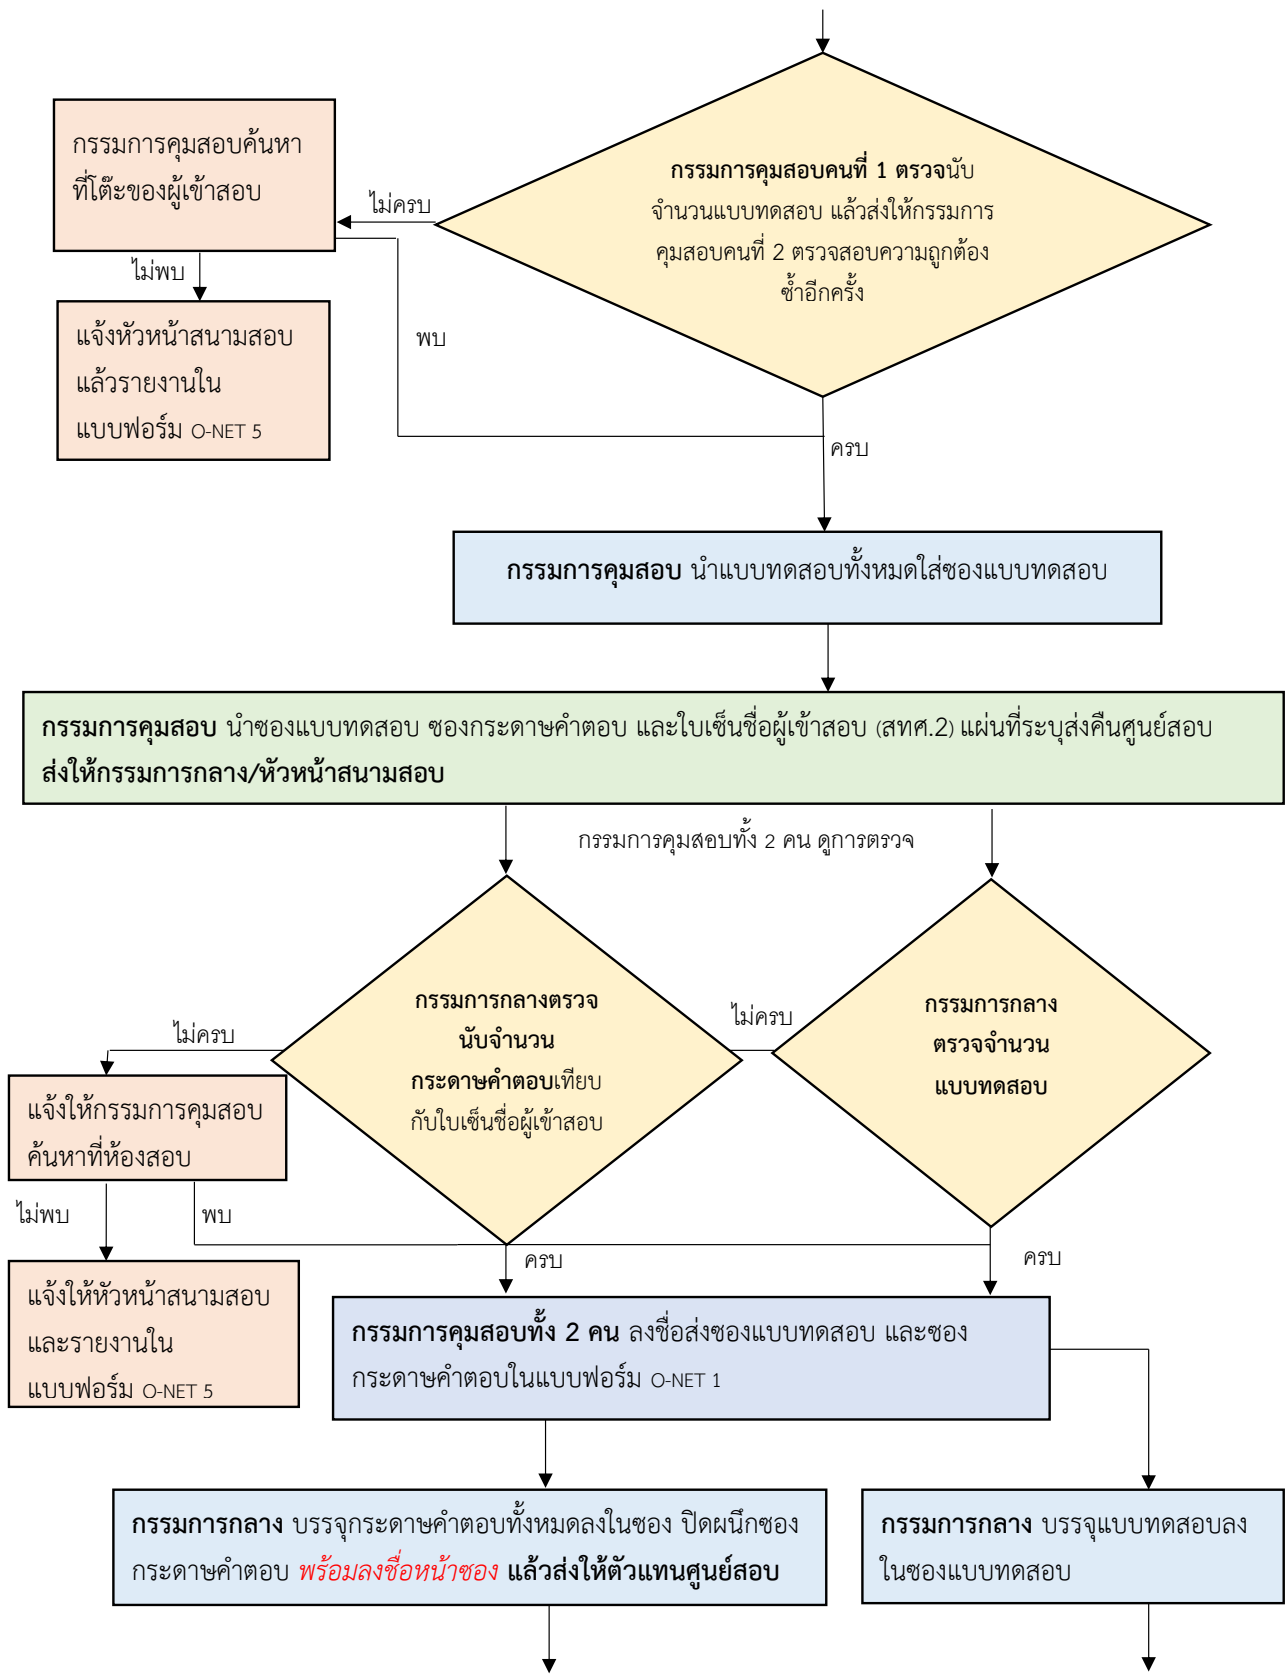 กรรมการคุมสอบคนที่ 1 ตรวจนับ
จำนวนแบบทดสอบ แล้วส่งให้กรรมการ
คุมสอบคนที่ 2 ตรวจสอบความถูกต้อง
ซ้ำอีกครั้ง
ไม่ครบ
กรรมการคุมสอบค้นหา
ที่โต๊ะของผู้เข้าสอบ
ไม่พบ
พบ
แจ้งหัวหน้าสนามสอบ
แล้วรายงานใน
แบบฟอร์ม O-NET 5
ครบ
กรรมการคุมสอบ นำแบบทดสอบทั้งหมดใส่ซองแบบทดสอบ
กรรมการคุมสอบ นำซองแบบทดสอบ ซองกระดาษคำตอบ และใบเซ็นชื่อผู้เข้าสอบ (สทศ.2) แผ่นที่ระบุส่งคืนศูนย์สอบ
ส่งให้กรรมการกลาง/หัวหน้าสนามสอบ
กรรมการคุมสอบทั้ง 2 คน ดูการตรวจ
กรรมการกลางตรวจ
นับจำนวน
กระดาษคำตอบเทียบ
กับใบเซ็นชื่อผู้เข้าสอบ
ไม่ครบ
กรรมการกลาง
ตรวจจำนวน
แบบทดสอบ
ไม่ครบ
แจ้งให้กรรมการคุมสอบ
ค้นหาที่ห้องสอบ
ไม่พบ
พบ
ครบ
ครบ
แจ้งให้หัวหน้าสนามสอบ
และรายงานใน
แบบฟอร์ม O-NET 5
กรรมการคุมสอบทั้ง 2 คน ลงชื่อส่งซองแบบทดสอบ และซอง
กระดาษคำตอบในแบบฟอร์ม O-NET 1
กรรมการกลาง บรรจุกระดาษคำตอบทั้งหมดลงในซอง ปิดผนึกซอง
กระดาษคำตอบ พร้อมลงชื่อหน้าซอง แล้วส่งให้ตัวแทนศูนย์สอบ
กรรมการกลาง บรรจุแบบทดสอบลง
ในซองแบบทดสอบ